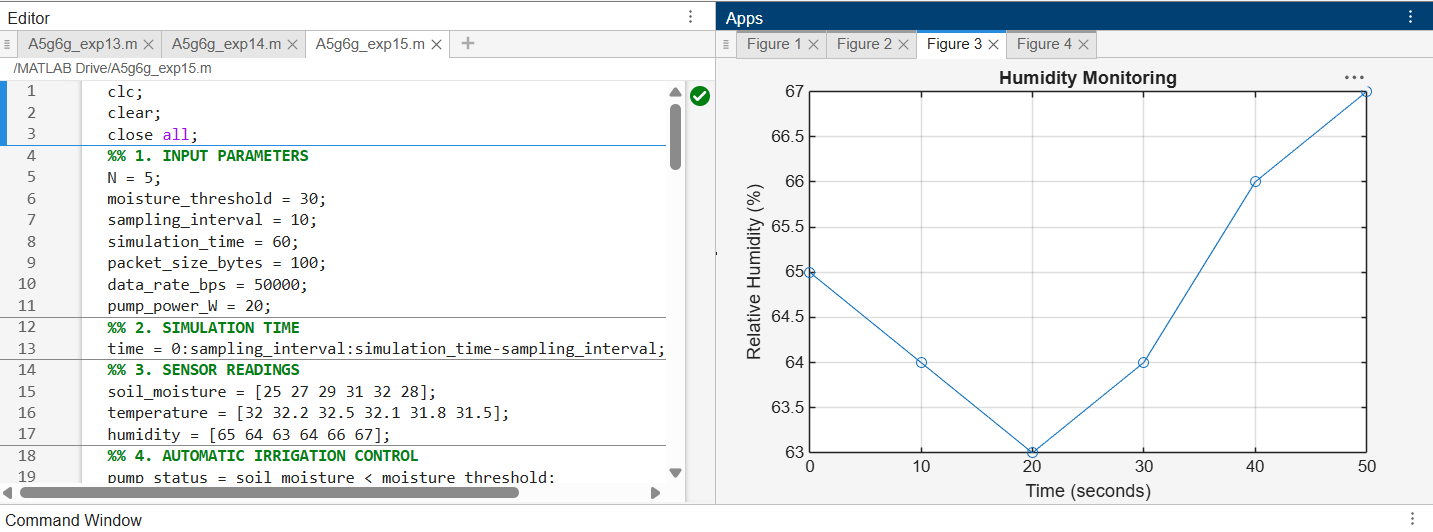 Editor
A5g6g_exp13.m
A5g6g_exp14.m
A5g6g_exp15.m
/MATLAB Drive/A5g6g_exp15.m
1 clc;
2 clear;
3 close all;
4 %% 1. INPUT PARAMETERS
5 N = 5;
6 moisture_threshold = 30;
7 sampling_interval = 10;
8 simulation_time = 60;
9 packet_size_bytes = 100;
10 data_rate_bps = 50000;
11 pump_power_W = 20;
12 %% 2. SIMULATION TIME
13 time = 0:sampling_interval:simulation_time-sampling_interval;
14 %% 3. SENSOR READINGS
15 soil_moisture = [25 27 29 31 32 28];
16 temperature = [32 32.2 32.5 32.1 31.8 31.5];
17 humidity = [65 64 63 64 66 67];
18 %% 4. AUTOMATIC IRRIGATION CONTROL
19 pump_status = soil_moisture < moisture_threshold;
Command Window
Apps
Figure 1
Figure 2
Figure 3
Figure 4
Humidity Monitoring
Relative Humidity (%)
67
66.5
66
65.5
65
64.5
64
63.5
63
0 10 20 30 40 50
Time (seconds)